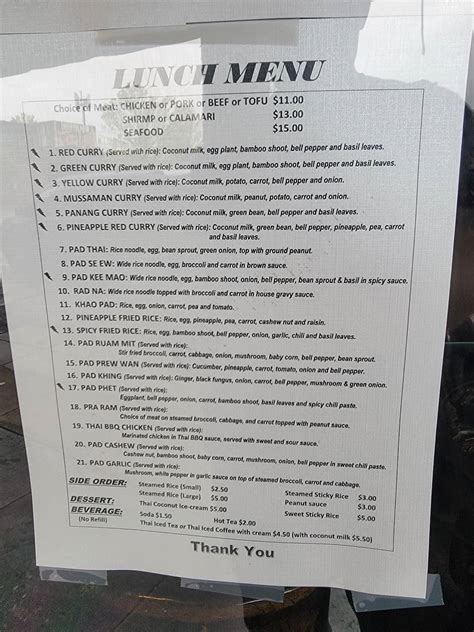 LUNCH MENU
Choice of Meat: CHICKEN or PORK or BEEF or TOFU $11.00
SHIRMP or CALAMARI $13.00
SEAFOOD $15.00
1. RED CURRY (Served with rice): Coconut milk, egg plant, bamboo shoot, bell pepper and basil leaves.
2. GREEN CURRY (Served with rice): Coconut milk, egg plant, bamboo shoot, bell pepper and basil leaves.
3. YELLOW CURRY (Served with rice): Coconut milk, potato, carrot, bell pepper and onion.
4. MUSSAMAN CURRY (Served with rice): Coconut milk, peanut, potato, carrot and onion.
5. PANANG CURRY (Served with rice): Coconut milk, green bean, bell pepper and basil leaves.
6. PINEAPPLE RED CURRY (Served with rice): Coconut milk, green bean, bell pepper, pineapple, pea, carrot
and basil leaves.
7. PAD THAI: Rice noodle, egg, bean sprout, green onion, top with ground peanut.
8. PAD SE EW: Wide rice noodle, egg, broccoli and carrot in brown sauce.
9. PAD KEE MAO: Wide rice noodle, egg, bamboo shoot, onion, bell pepper, bean sprout & basil in spicy sauce.
10. RAD NA: Wide rice noodle topped with broccoli and carrot in house gravy sauce.
11. KHAO PAD: Rice, egg, onion, carrot, pea and tomato.
12. PINEAPPLE FRIED RICE: Rice, egg, pineapple, pea, carrot, cashew nut and raisin.
13. SPICY FRIED RICE: Rice, egg, bamboo shoot, bell pepper, onion, garlic, chili and basil leaves.
14. PAD RUAM MIT (Served with rice):
Stir fried broccoli, carrot, cabbage, onion, mushroom, baby corn, bell pepper, bean sprout.
15. PAD PREW WAN (Served with rice): Cucumber, pineapple, carrot, tomato, onion and bell pepper.
16. PAD KHING (Served with rice): Ginger, black fungus, onion, carrot, bell pepper, mushroom & green onion.
17. PAD PHET (Served with rice):
Eggplant, bell pepper, onion, carrot, bamboo shoot, basil leaves and spicy chili paste.
18. PRA RAM (Served with rice):
Choice of meat on steamed broccoli, cabbage, and carrot topped with peanut sauce.
19. THAI BBQ CHICKEN (Served with rice):
Marinated chicken in Thai BBQ sauce, served with sweet and sour sauce.
20. PAD CASHEW (Served with rice):
Cashew nut, bamboo shoot, baby corn, carrot, mushroom, onion, bell pepper in sweet chili paste.
21. PAD GARLIC (Served with rice):
Mushroom, white pepper in garlic sauce on top of steamed broccoli, carrot and cabbage.
SIDE ORDER: Steamed Rice (Small) $2.50 Steamed Sticky Rice $3.00
Steamed Rice (Large) $5.00 Peanut sauce $3.00
DESSERT: Thai Coconut Ice-cream $5.00 Sweet Sticky Rice $5.00
BEVERAGE: Soda $1.50 Hot Tea $2.00
(No Refill) Thai Iced Tea or Thai Iced Coffee with cream $4.50 (with coconut milk $5.50)
Thank You